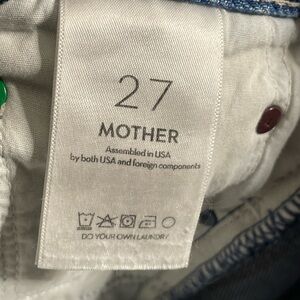 27
MOTHER
Assembled in USA
by both USA and foreign components
DO YOUR OWN LAUNDRY